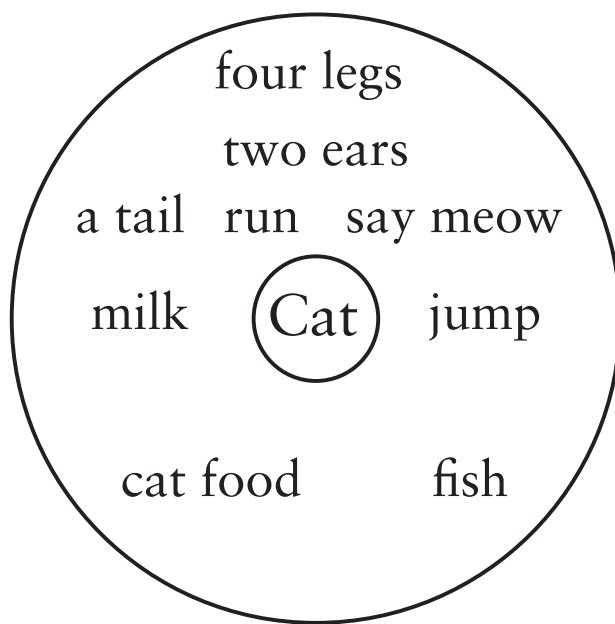 four legs
two ears
a tail run say meow
milk Cat jump
cat food fish